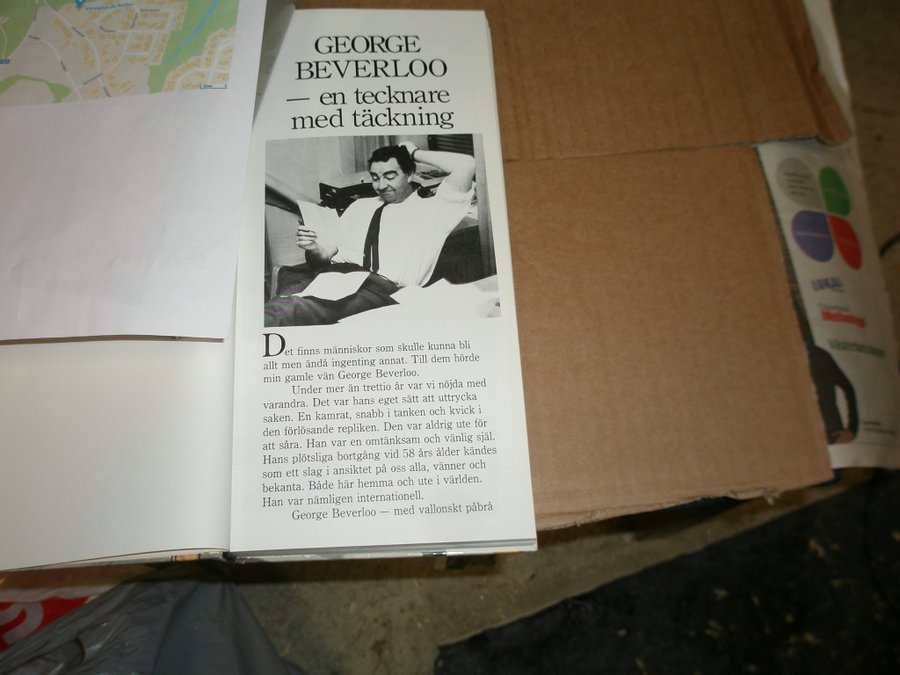 GEORGE
BEVERLOO
— en tecknare
med täckning
Det finns människor som skulle kunna bli
allt men ändå ingenting annat. Till dem hörde
min gamle vän George Beverloo.
Under mer än trettio år var vi nöjda med
varandra. Det var hans eget sätt att uttrycka
saken. En kamrat, snabb i tanken och kvick i
den förlösande repliken. Den var aldrig ute för
att såra. Han var en omtänksam och vänlig själ.
Hans plötsliga bortgång vid 58 års ålder kändes
som ett slag i ansiktet på oss alla, vänner och
bekanta. Både här hemma och ute i världen.
Han var nämligen internationell.
George Beverloo — med vallonskt påbrå
LOKAL